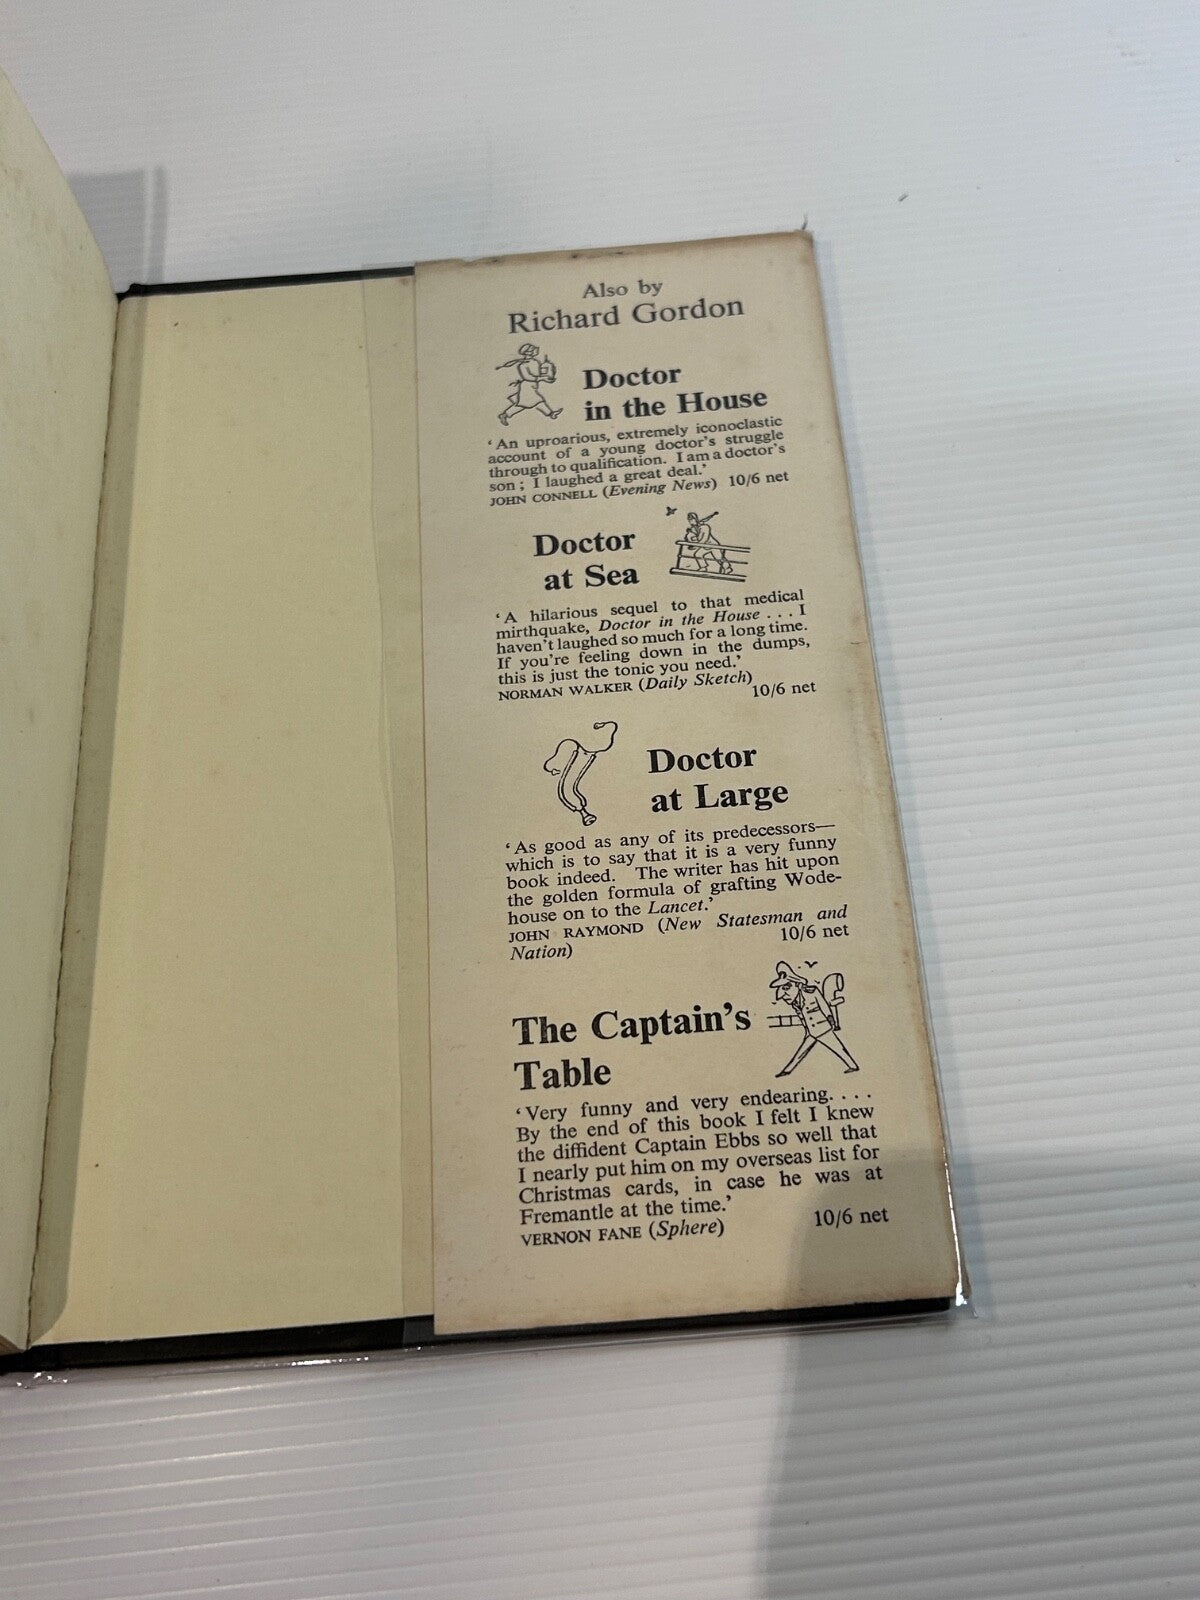 Also by
Richard Gordon
Doctor
in the House
‘An uproarious, extremely iconoclastic
account of a young doctor’s struggle
through to qualification. I am a doctor’s
son; I laughed a great deal.’
JOHN CONNELL (Evening News) 10/6 net
Doctor
at Sea
‘A hilarious sequel to that medical
mirthquake, Doctor in the House . . . I
haven’t laughed so much for a long time.
If you’re feeling down in the dumps,
this is just the tonic you need.’
NORMAN WALKER (Daily Sketch)
10/6 net
Doctor
at Large
‘As good as any of its predecessors—
which is to say that it is a very funny
book indeed. The writer has hit upon
the golden formula of grafting Wode-
house on to the Lancet.’
JOHN RAYMOND (New Statesman and
Nation) 10/6 net
The Captain’s
Table
‘Very funny and very endearing. . . .
By the end of this book I felt I knew
the diffident Captain Ebbs so well that
I nearly put him on my overseas list for
Christmas cards, in case he was at
Fremantle at the time.’
VERNON FANE (Sphere) 10/6 net